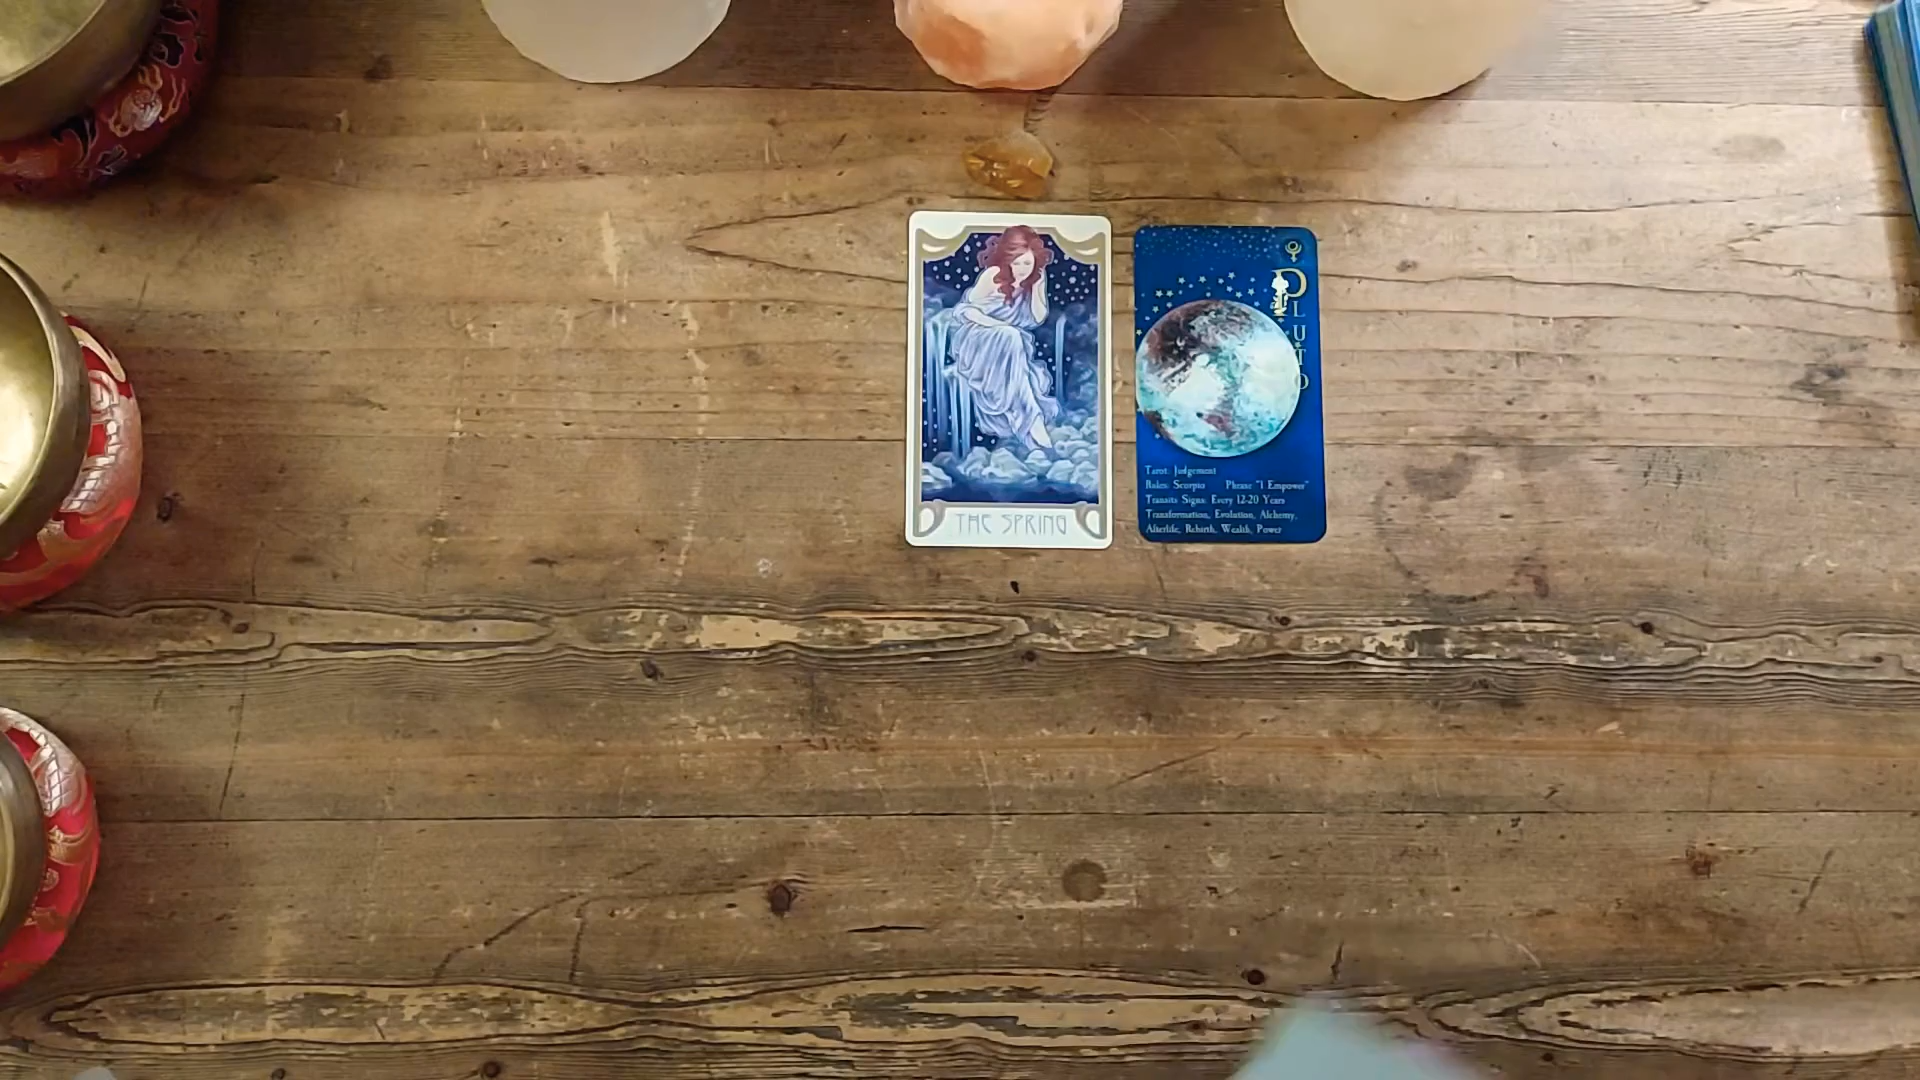 THE SPRING
PLUTO
Tarot: Judgement
Rules: Scorpio Phrase "I Empower"
Transits Signs: Every 12-20 Years
Transformation, Evolution, Alchemy,
Afterlife, Rebirth, Wealth, Power